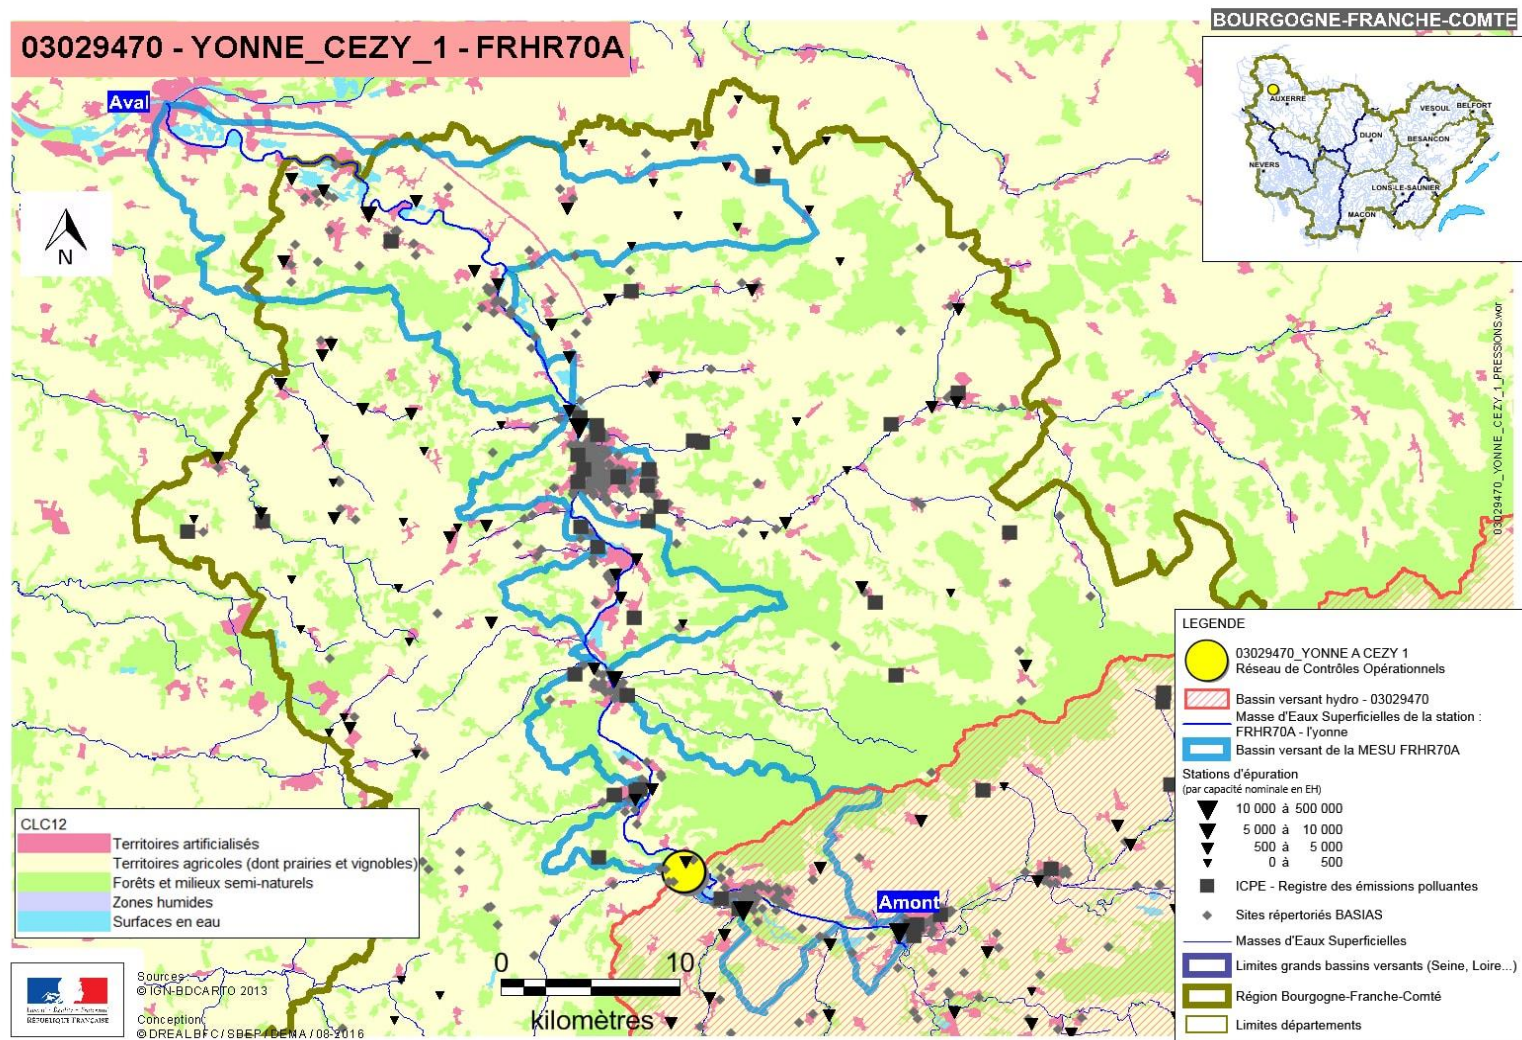 BOURGOGNE-FRANCHE-COMTE
03029470 - YONNE_CEZY_1 - FRHR70A
Aval
N
AUXERRE
VESOUL
BELFORT
DIJON
BESANCON
NEVERS
LONS-LE-SAUNIER
MACON
03029470_YONNE_CEZY_1_PRESSIONS.wor
LEGENDE
03029470_YONNE A CEZY 1
Réseau de Contrôles Opérationnels
Bassin versant hydro - 03029470
Masse d'Eaux Superficielles de la station :
FRHR70A - l'yonne
Bassin versant de la MESU FRHR70A
Stations d'épuration
(par capacité nominale en EH)
10 000 à 500 000
5 000 à 10 000
500 à 5 000
0 à 500
ICPE - Registre des émissions polluantes
Sites répertoriés BASIAS
Masses d'Eaux Superficielles
Limites grands bassins versants (Seine, Loire...)
Région Bourgogne-Franche-Comté
Limites départements
CLC12
Territoires artificialisés
Territoires agricoles (dont prairies et vignobles)
Forêts et milieux semi-naturels
Zones humides
Surfaces en eau
Amont
0 10
kilomètres
Sources
© IGN-BDCARTO 2013
Conception
© DREAL BFC / SBEP / DEMA / 08-2016
RÉPUBLIQUE FRANÇAISE